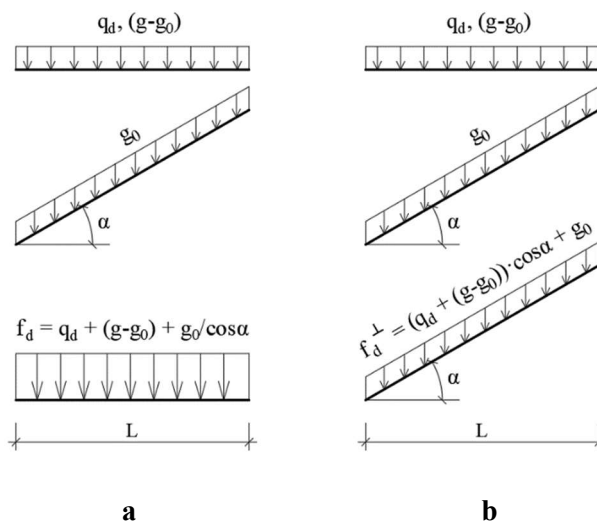 q_d, (g-g_0)
g_0
α
f_d = q_d + (g-g_0) + g_0/cosα
L
a
q_d, (g-g_0)
g_0
α
f_d^⊥ = (q_d + (g-g_0))·cosα + g_0
α
L
b